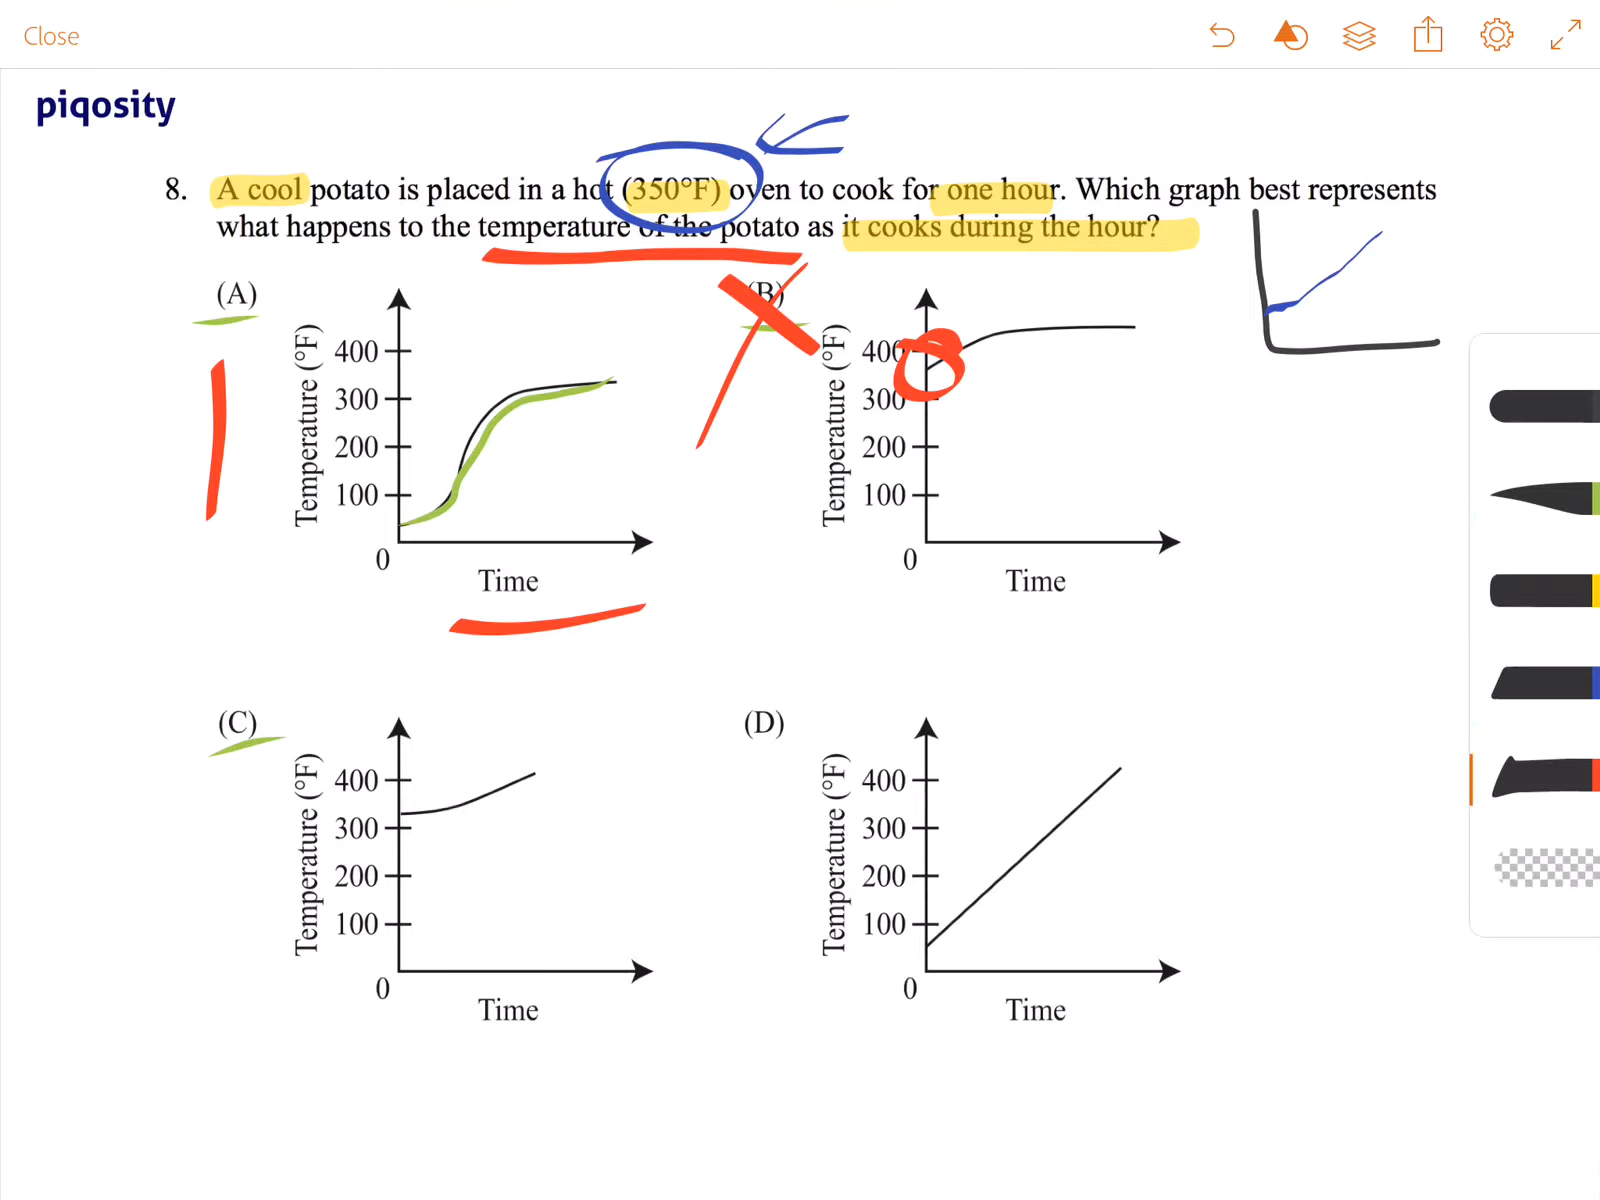 Close
piqosity
8. A cool potato is placed in a hot (350°F) oven to cook for one hour. Which graph best represents
what happens to the temperature of the potato as it cooks during the hour?
(A)
Temperature (°F)
400
300
200
100
0
Time
(B)
Temperature (°F)
400
300
200
100
0
Time
(C)
Temperature (°F)
400
300
200
100
0
Time
(D)
Temperature (°F)
400
300
200
100
0
Time